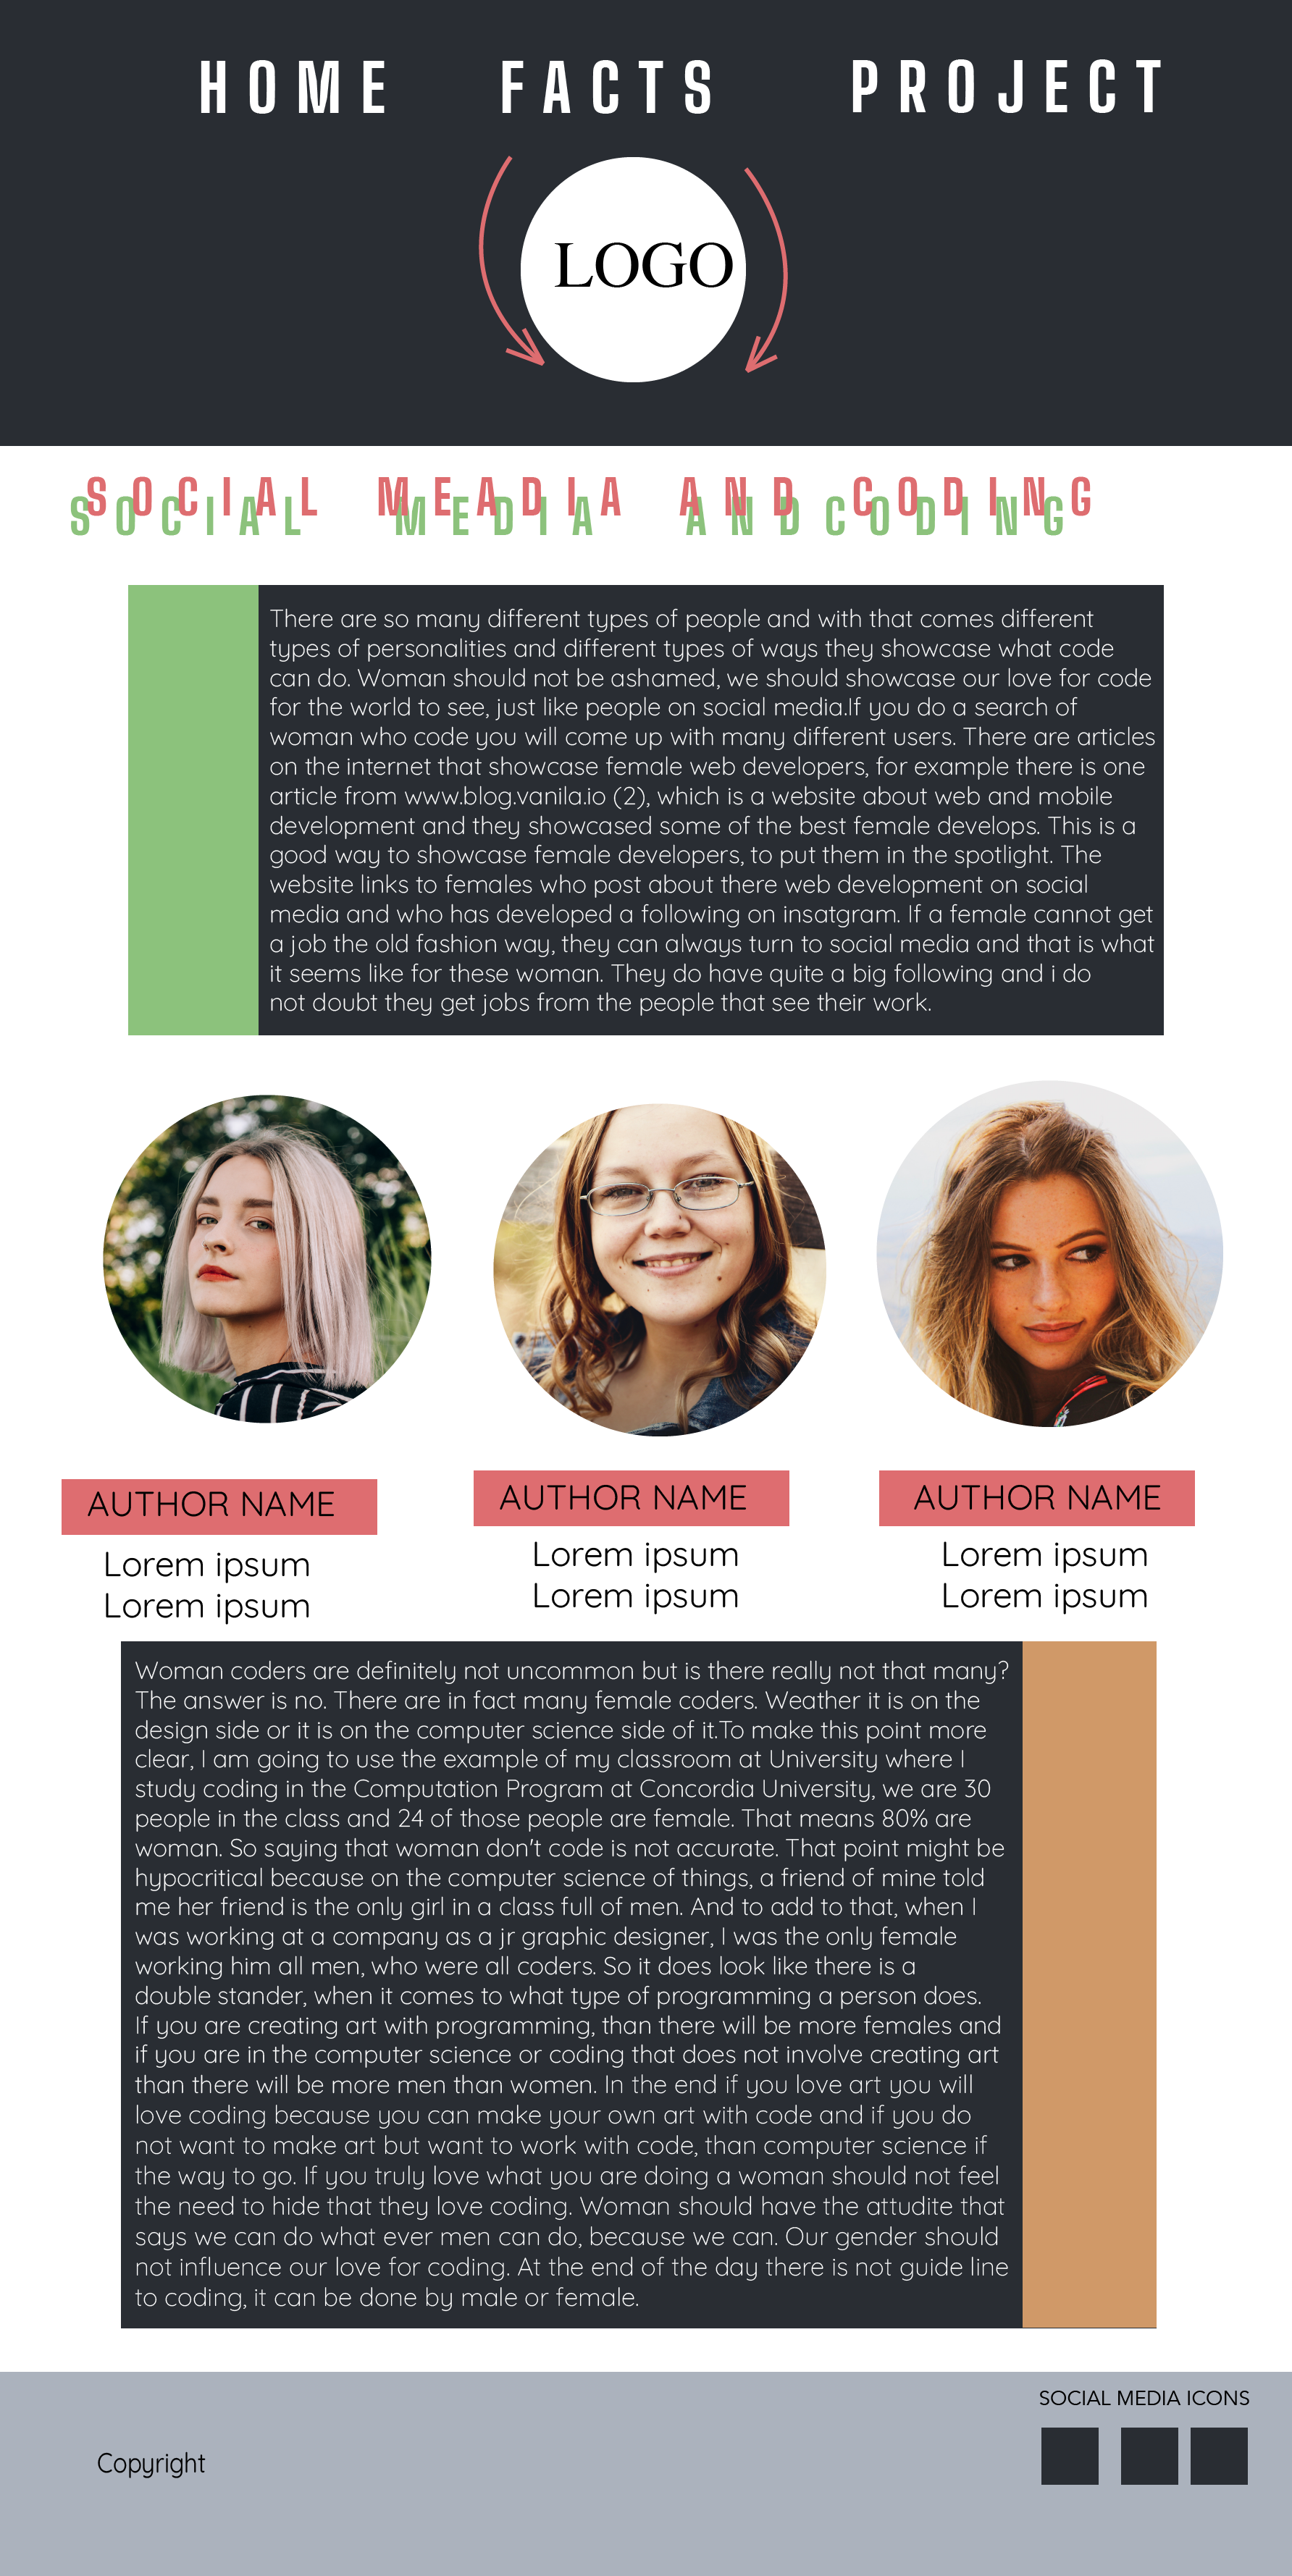 HOME FACTS PROJECT
LOGO
SOCIAL MEADIA AND CODING
SOCIAL MEDIA AND CODING
There are so many different types of people and with that comes different
types of personalities and different types of ways they showcase what code
can do. Woman should not be ashamed, we should showcase our love for code
for the world to see, just like people on social media.If you do a search of
woman who code you will come up with many different users. There are articles
on the internet that showcase female web developers, for example there is one
article from www.blog.vanila.io (2), which is a website about web and mobile
development and they showcased some of the best female develops. This is a
good way to showcase female developers, to put them in the spotlight. The
website links to females who post about there web development on social
media and who has developed a following on insatgram. If a female cannot get
a job the old fashion way, they can always turn to social media and that is what
it seems like for these woman. They do have quite a big following and i do
not doubt they get jobs from the people that see their work.
AUTHOR NAME AUTHOR NAME AUTHOR NAME
Lorem ipsum Lorem ipsum Lorem ipsum
Lorem ipsum Lorem ipsum Lorem ipsum
Woman coders are definitely not uncommon but is there really not that many?
The answer is no. There are in fact many female coders. Weather it is on the
design side or it is on the computer science side of it.To make this point more
clear, I am going to use the example of my classroom at University where I
study coding in the Computation Program at Concordia University, we are 30
people in the class and 24 of those people are female. That means 80% are
woman. So saying that woman don't code is not accurate. That point might be
hypocritical because on the computer science of things, a friend of mine told
me her friend is the only girl in a class full of men. And to add to that, when I
was working at a company as a jr graphic designer, I was the only female
working him all men, who were all coders. So it does look like there is a
double stander, when it comes to what type of programming a person does.
If you are creating art with programming, than there will be more females and
if you are in the computer science or coding that does not involve creating art
than there will be more men than women. In the end if you love art you will
love coding because you can make your own art with code and if you do
not want to make art but want to work with code, than computer science if
the way to go. If you truly love what you are doing a woman should not feel
the need to hide that they love coding. Woman should have the attudite that
says we can do what ever men can do, because we can. Our gender should
not influence our love for coding. At the end of the day there is not guide line
to coding, it can be done by male or female.
SOCIAL MEDIA ICONS
Copyright